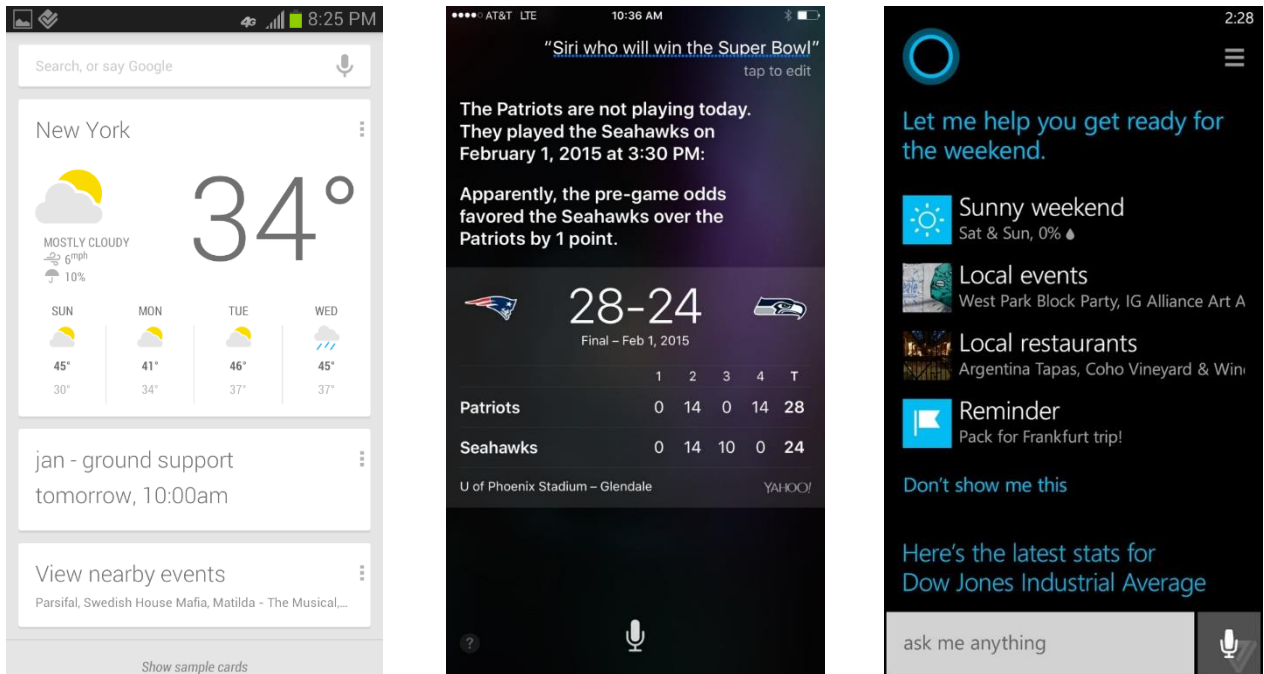 4G 8:25 PM
Search, or say Google
New York
34°
MOSTLY CLOUDY
6mph
10%
SUN MON TUE WED
45° 41° 46° 45°
30° 34° 37° 37°
jan - ground support
tomorrow, 10:00am
View nearby events
Parsifal, Swedish House Mafia, Matilda - The Musical,...
Show sample cards
AT&T LTE 10:36 AM
“Siri who will win the Super Bowl”
tap to edit
The Patriots are not playing today.
They played the Seahawks on
February 1, 2015 at 3:30 PM:
Apparently, the pre-game odds
favored the Seahawks over the
Patriots by 1 point.
28-24
Final – Feb 1, 2015
1 2 3 4 T
Patriots 0 14 0 14 28
Seahawks 0 14 10 0 24
U of Phoenix Stadium – Glendale YAHOO!
?
2:28
Let me help you get ready for
the weekend.
Sunny weekend
Sat & Sun, 0%
Local events
West Park Block Party, IG Alliance Art A
Local restaurants
Argentina Tapas, Coho Vineyard & Win
Reminder
Pack for Frankfurt trip!
Don't show me this
Here's the latest stats for
Dow Jones Industrial Average
ask me anything